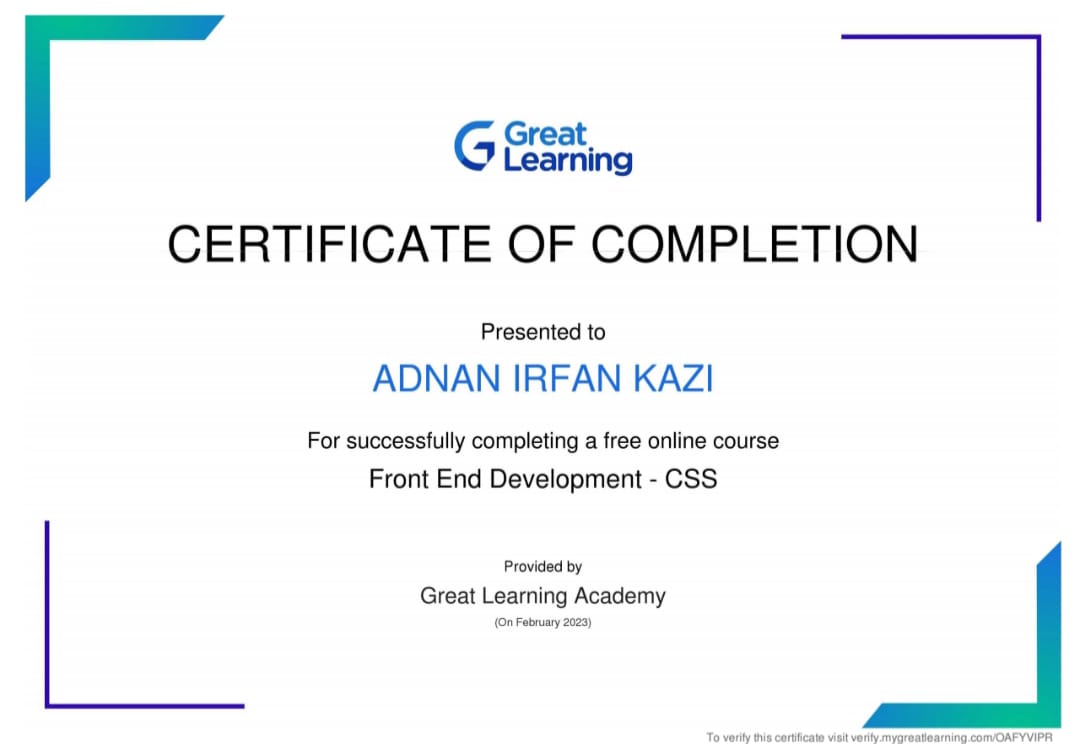 Great
Learning
CERTIFICATE OF COMPLETION
Presented to
ADNAN IRFAN KAZI
For successfully completing a free online course
Front End Development - CSS
Provided by
Great Learning Academy
(On February 2023)
To verify this certificate visit verify.mygreatlearning.com/OAFYVIPR